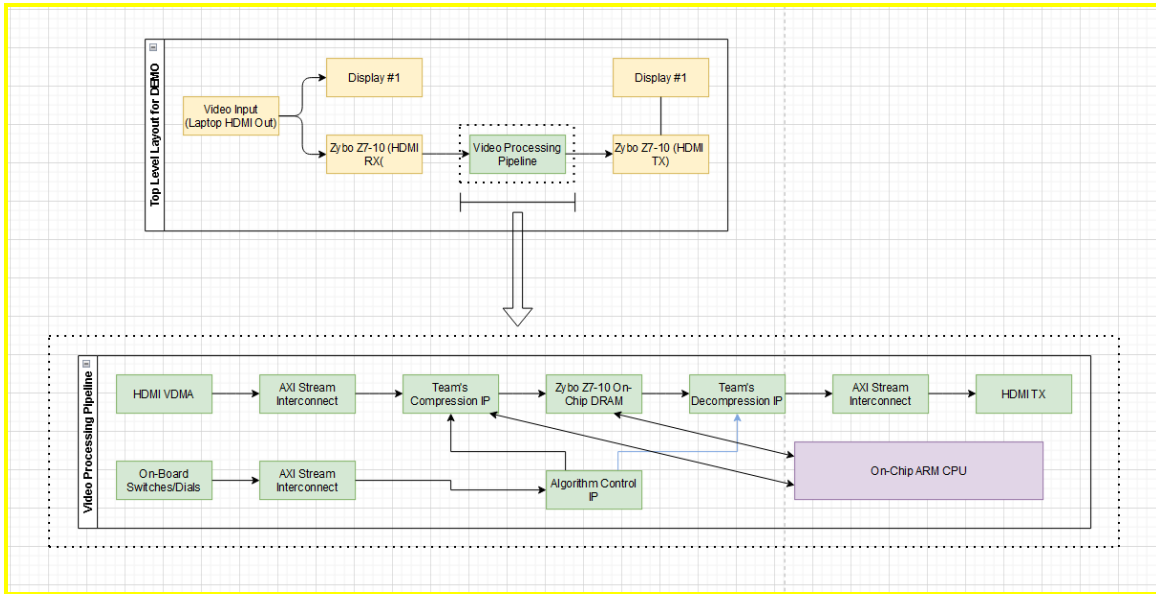 Top Level Layout for DEMO
Display #1
Display #1
Video Input
(Laptop HDMI Out)
Zybo Z7-10 (HDMI
RX(
Video Processing
Pipeline
Zybo Z7-10 (HDMI
TX)
Video Processing Pipeline
HDMI VDMA
AXI Stream
Interconnect
Team's
Compression IP
Zybo Z7-10 On-
Chip DRAM
Team's
Decompression IP
AXI Stream
Interconnect
HDMI TX
On-Board
Switches/Dials
AXI Stream
Interconnect
Algorithm Control
IP
On-Chip ARM CPU